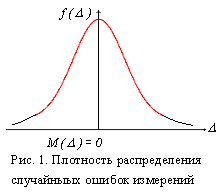 f(Δ)
Δ
M(Δ) = 0
Рис. 1. Плотность распределения
случайных ошибок измерений